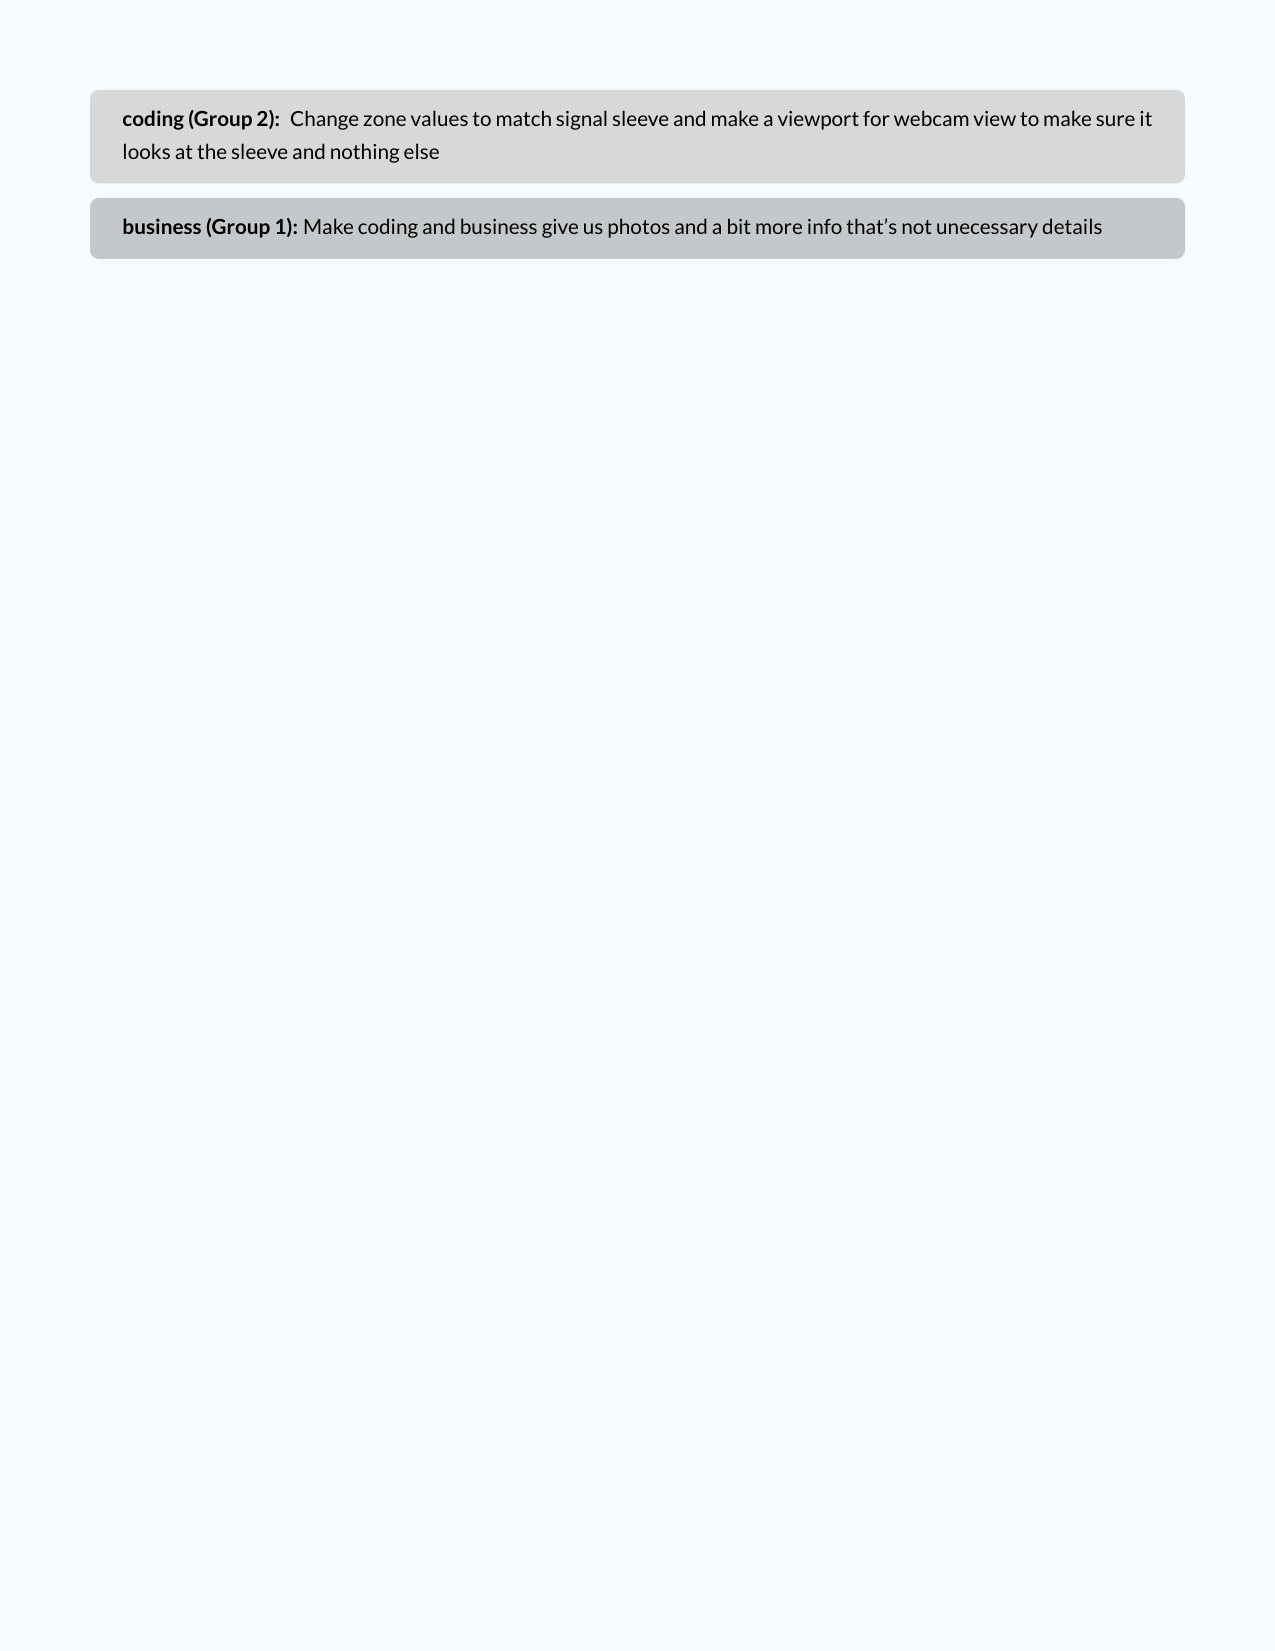 coding (Group 2):  Change zone values to match signal sleeve and make a viewport for webcam view to make sure it
looks at the sleeve and nothing else
business (Group 1): Make coding and business give us photos and a bit more info that’s not unecessary details